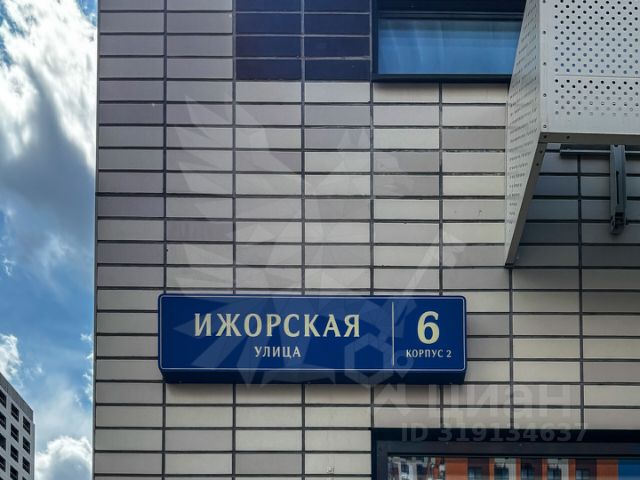 ИЖОРСКАЯ
УЛИЦА
6
КОРПУС 2
циан
ID 319134637